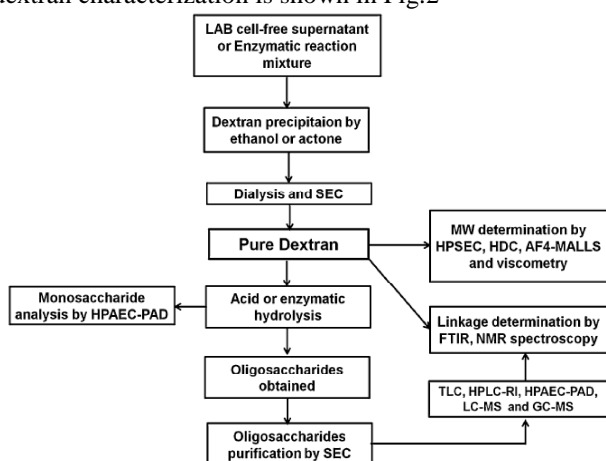 dextran characterization is shown in Fig.2
LAB cell-free supernatant
or Enzymatic reaction
mixture
Dextran precipitaion by
ethanol or actone
Dialysis and SEC
Pure Dextran
MW determination by
HPSEC, HDC, AF4-MALLS
and viscometry
Monosaccharide
analysis by HPAEC-PAD
Acid or enzymatic
hydrolysis
Linkage determination by
FTIR, NMR spectroscopy
Oligosaccharides
obtained
TLC, HPLC-RI, HPAEC-PAD,
LC-MS and GC-MS
Oligosaccharides
purification by SEC